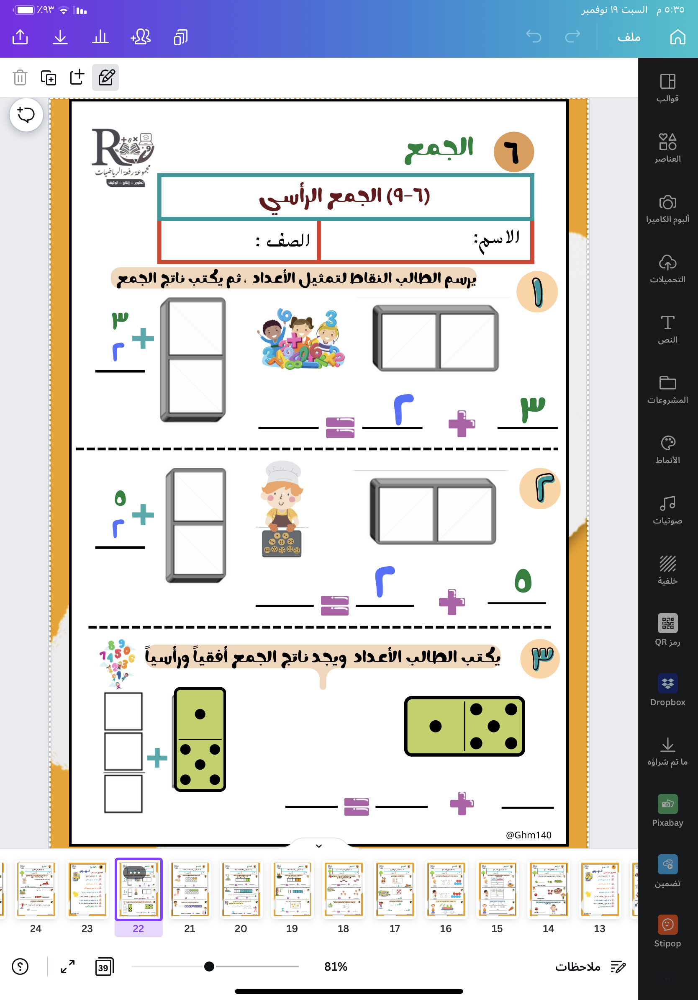 ٥:٣٥ م السبت ١٩ نوفمبر
٩٣٪
ملف
قوالب
العناصر
ألبوم الكاميرا
التحميلات
النص
المشروعات
الأنماط
صوتيات
خلفية
رمز QR
Dropbox
ما تم شراؤه
Pixabay
تضمين
Stipop
٦
الجمع
R
مجموعة رفعة الرياضيات
تطوير - إنتاج - توثيق
(٦-٩) الجمع الرأسي
الاسم:
الصف :
١
يرسم الطالب النقاط لتمثيل الأعداد ، ثم يكتب ناتج الجمع
٣
+
٢
٣ + ٢ =
٢
٥
+
٢
٥ + ٢ =
٣
يكتب الطالب الأعداد ويجد ناتج الجمع أفقياً ورأسياً
+
+ =
@Ghm140
13
14
15
16
17
18
19
20
21
22
23
24
ملاحظات
81%
39